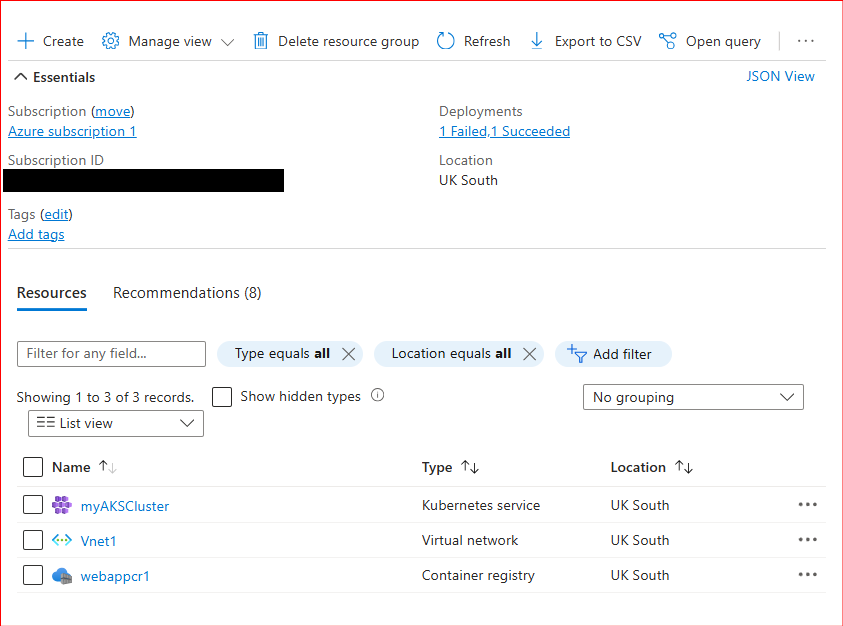 Create Manage view Delete resource group Refresh Export to CSV Open query ...
Essentials JSON View
Subscription (move) Deployments
Azure subscription 1 1 Failed,1 Succeeded
Subscription ID Location
UK South
Tags (edit)
Add tags
Resources Recommendations (8)
Filter for any field... Type equals all Location equals all Add filter
Showing 1 to 3 of 3 records. Show hidden types No grouping
List view
Name Type Location
myAKSCluster Kubernetes service UK South ...
Vnet1 Virtual network UK South ...
webappcr1 Container registry UK South ...